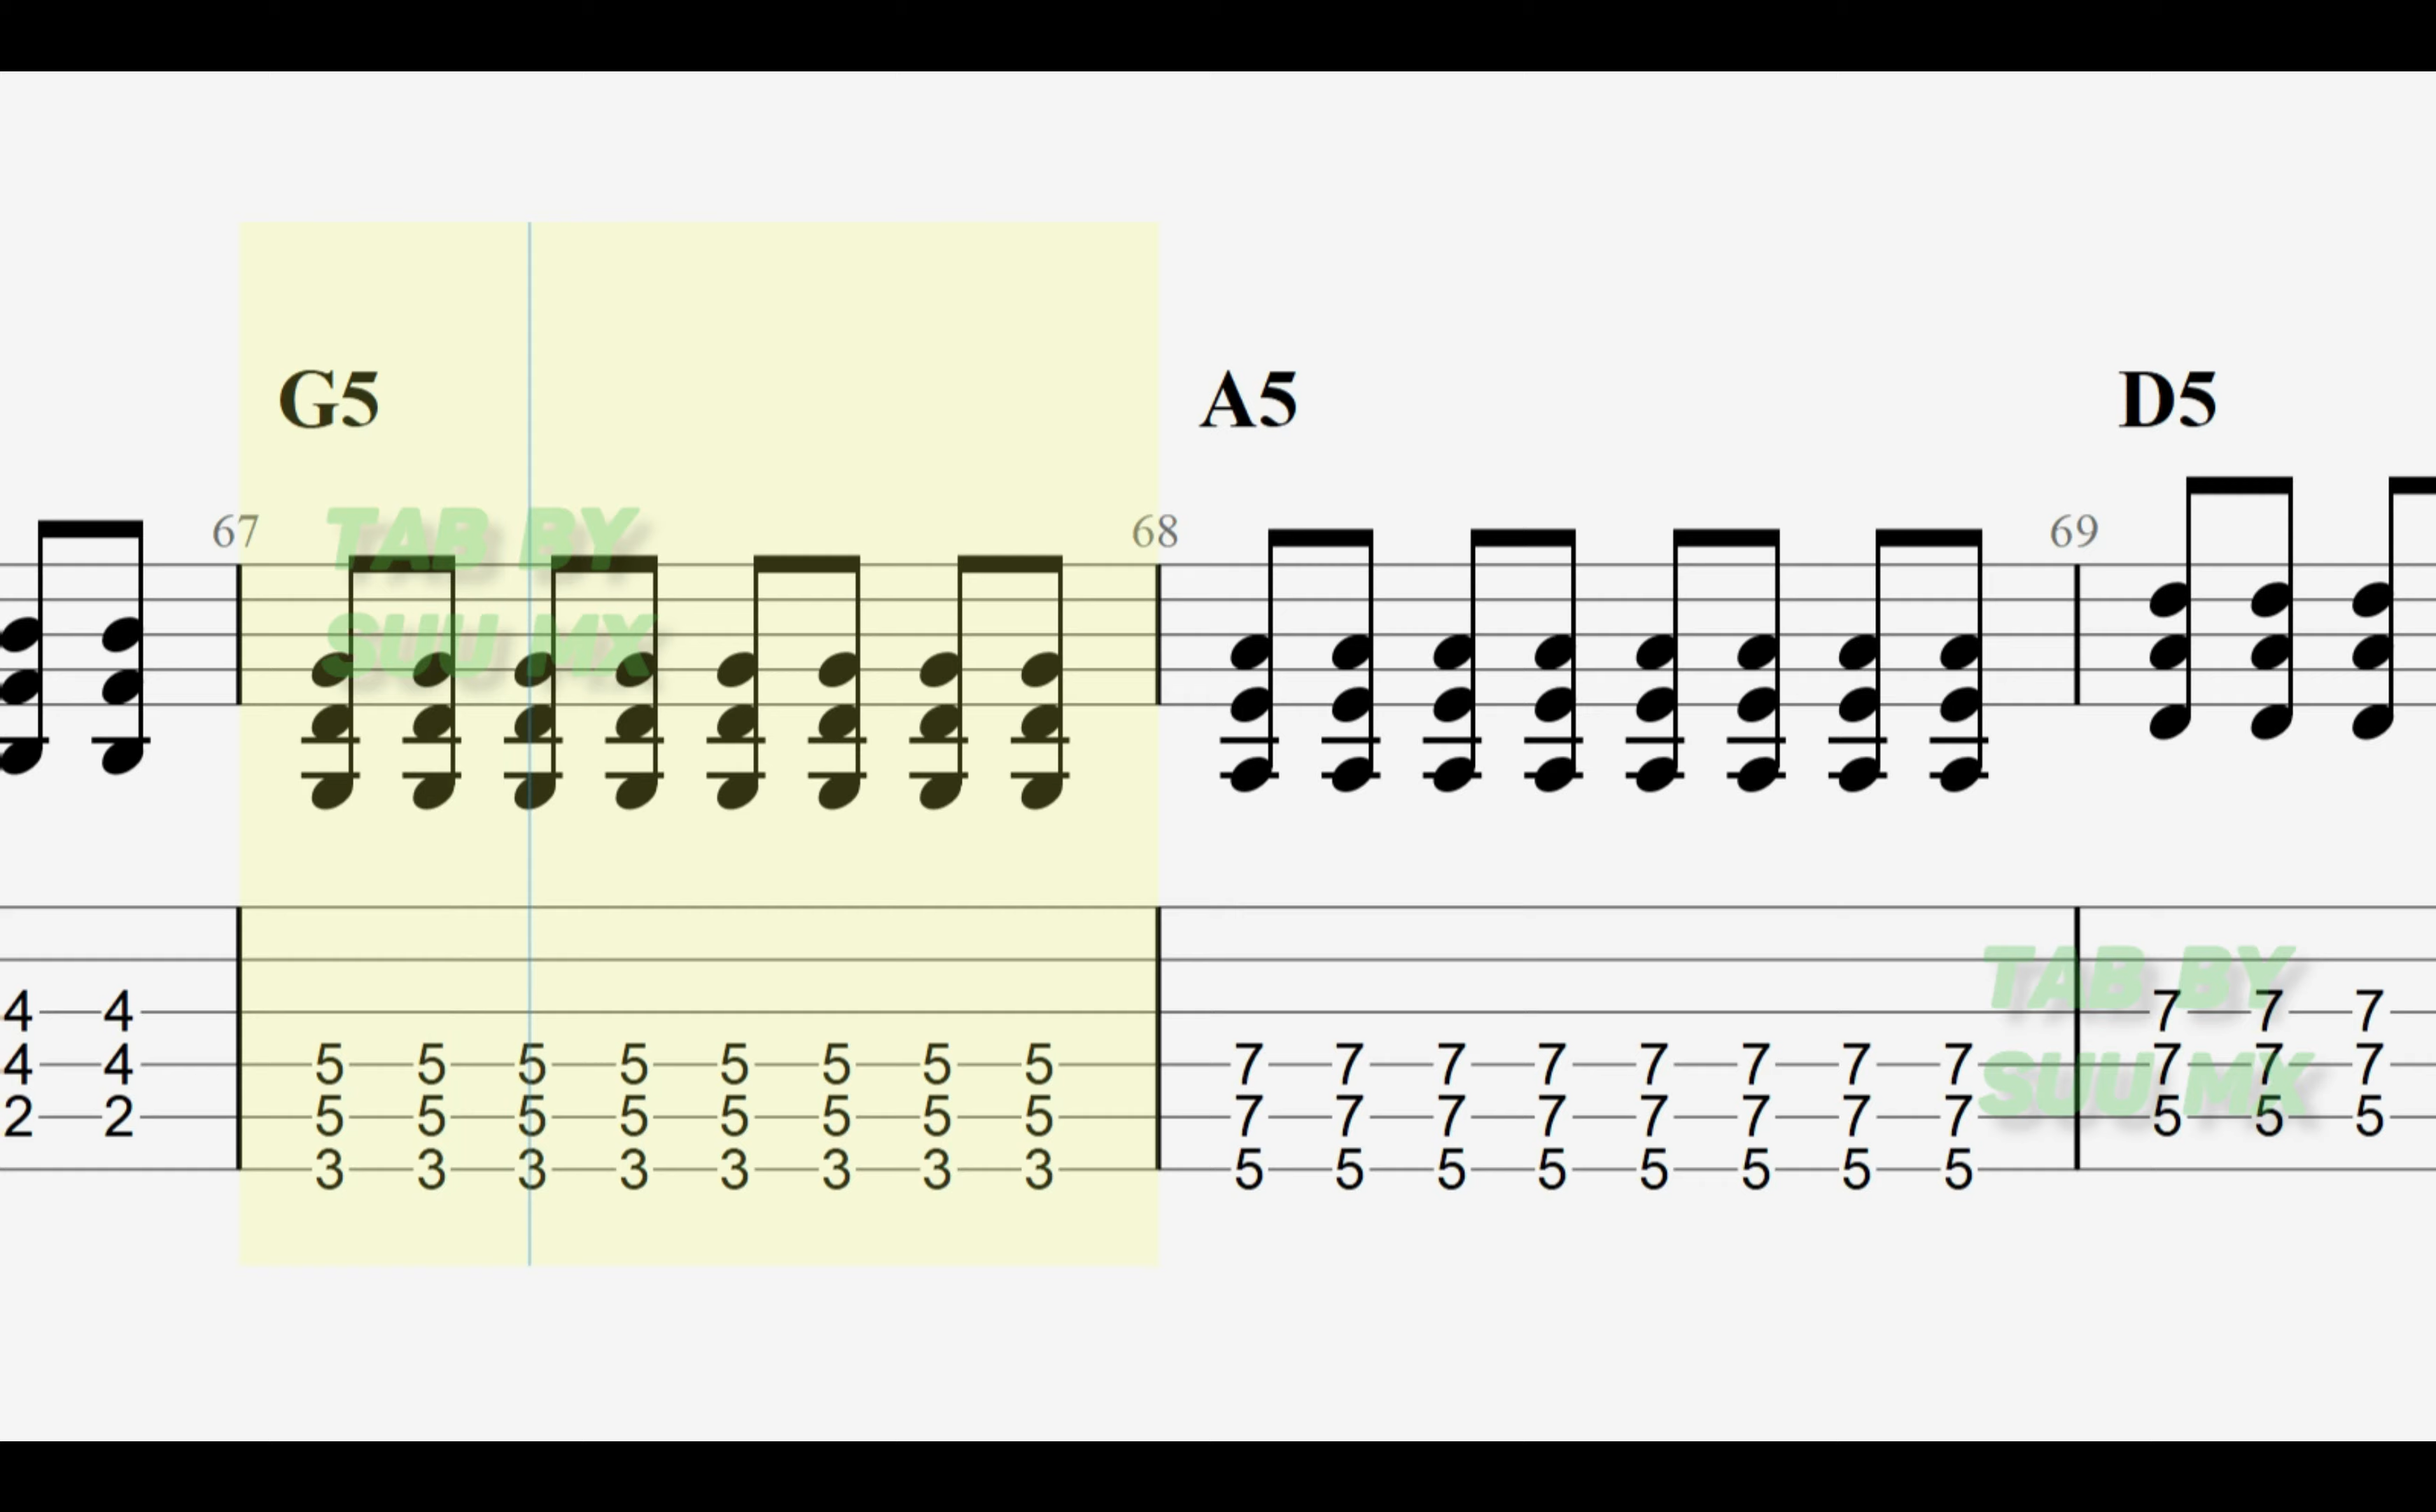 G5 A5 D5
67 68 69
TAB BY
SUU MX
TAB BY
SUU MX
4 4 7 7 7
4 4 5 5 5 5 5 5 5 5 7 7 7 7 7 7 7 7 7 7 7
2 2 5 5 5 5 5 5 5 5 7 7 7 7 7 7 7 7 5 5 5
3 3 3 3 3 3 3 3 5 5 5 5 5 5 5 5